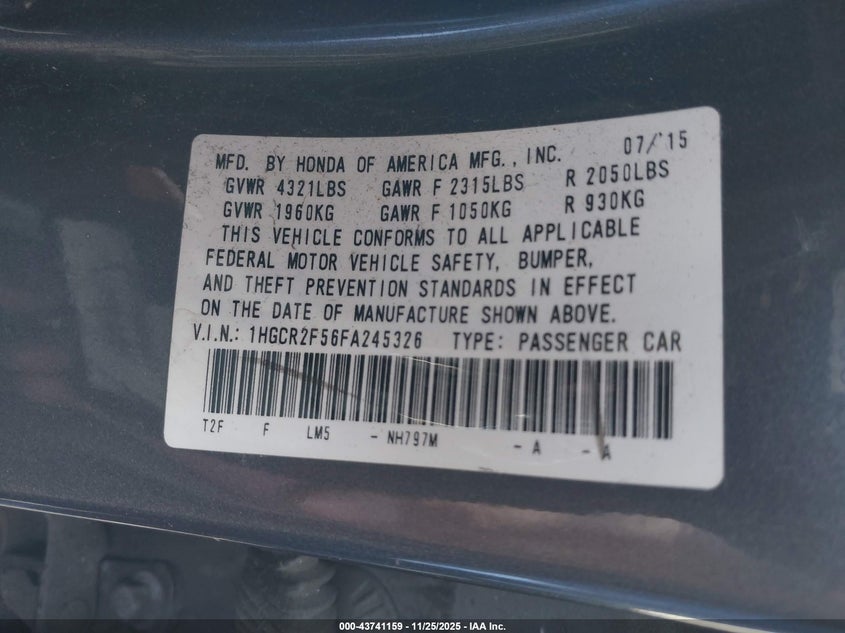 07/'15
MFD. BY HONDA OF AMERICA MFG., INC.
GVWR 4321LBS GAWR F 2315LBS R 2050LBS
GVWR 1960KG GAWR F 1050KG R 930KG
THIS VEHICLE CONFORMS TO ALL APPLICABLE
FEDERAL MOTOR VEHICLE SAFETY, BUMPER,
AND THEFT PREVENTION STANDARDS IN EFFECT
ON THE DATE OF MANUFACTURE SHOWN ABOVE.
V.I.N.: 1HGCR2F56FA245326 TYPE: PASSENGER CAR
T2F F LM5 - NH797M - A - A
000-43741159 - 11/25/2025 - IAA Inc.